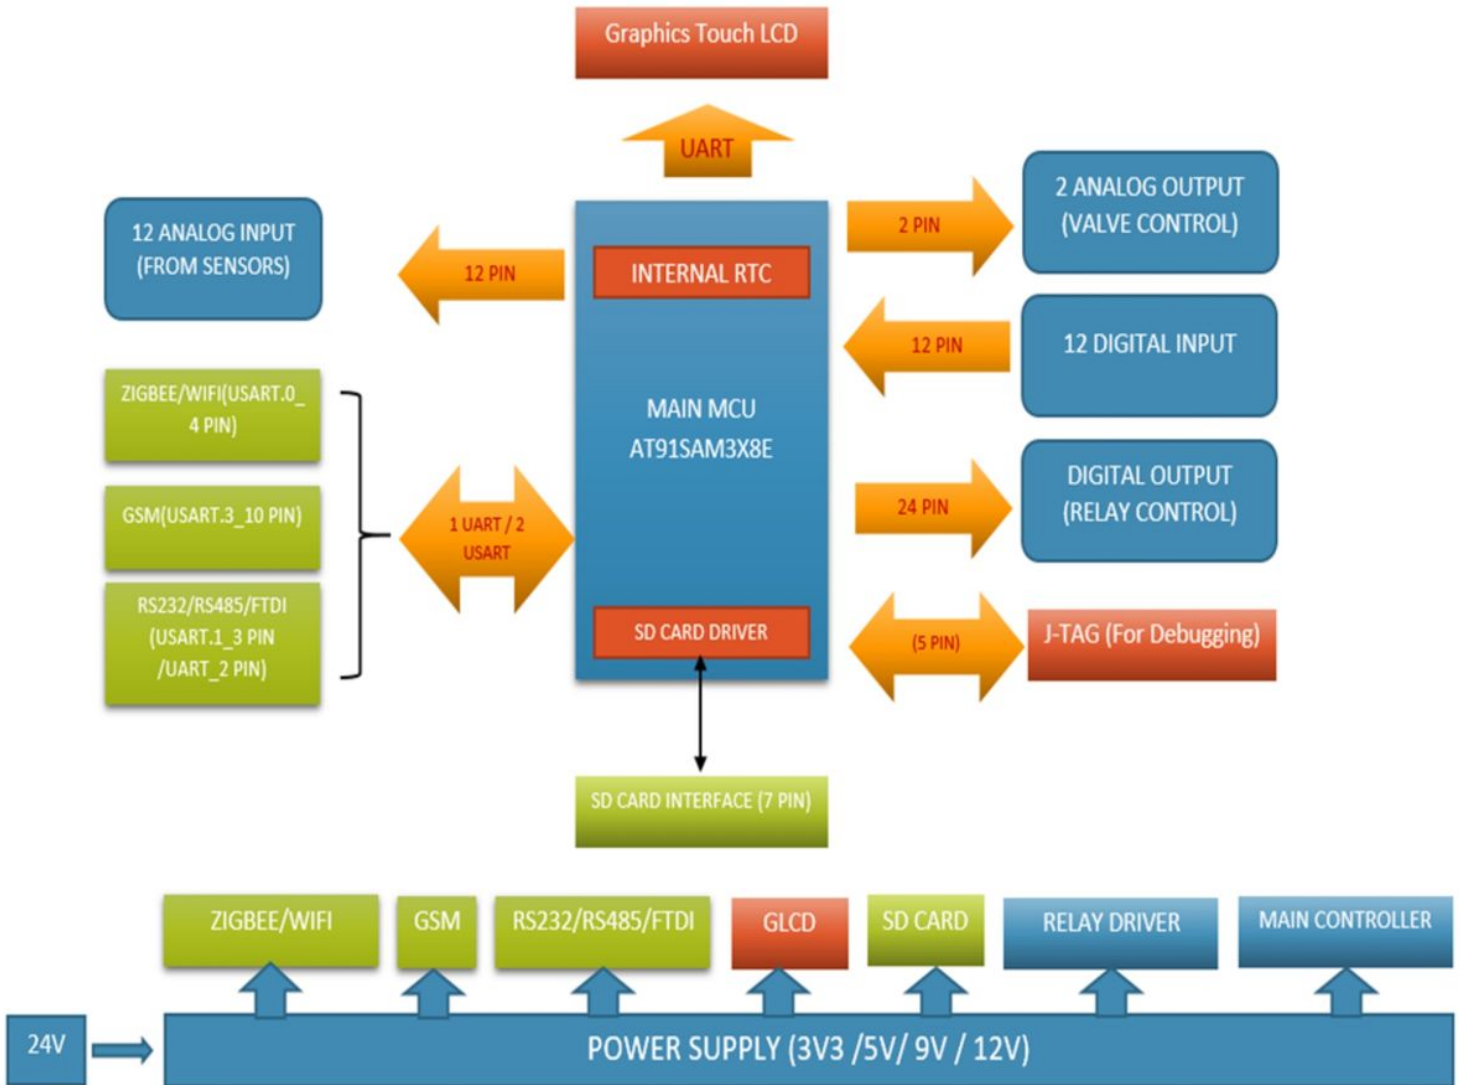 Graphics Touch LCD
UART
12 ANALOG INPUT
(FROM SENSORS)
12 PIN
INTERNAL RTC
2 PIN
2 ANALOG OUTPUT
(VALVE CONTROL)
12 PIN
12 DIGITAL INPUT
ZIGBEE/WIFI(USART.0_
4 PIN)
MAIN MCU
AT91SAM3X8E
GSM(USART.3_10 PIN)
1 UART / 2
USART
24 PIN
DIGITAL OUTPUT
(RELAY CONTROL)
RS232/RS485/FTDI
(USART.1_3 PIN
/UART_2 PIN)
SD CARD DRIVER
(5 PIN)
J-TAG (For Debugging)
SD CARD INTERFACE (7 PIN)
ZIGBEE/WIFI
GSM
RS232/RS485/FTDI
GLCD
SD CARD
RELAY DRIVER
MAIN CONTROLLER
24V
POWER SUPPLY (3V3 /5V/ 9V / 12V)